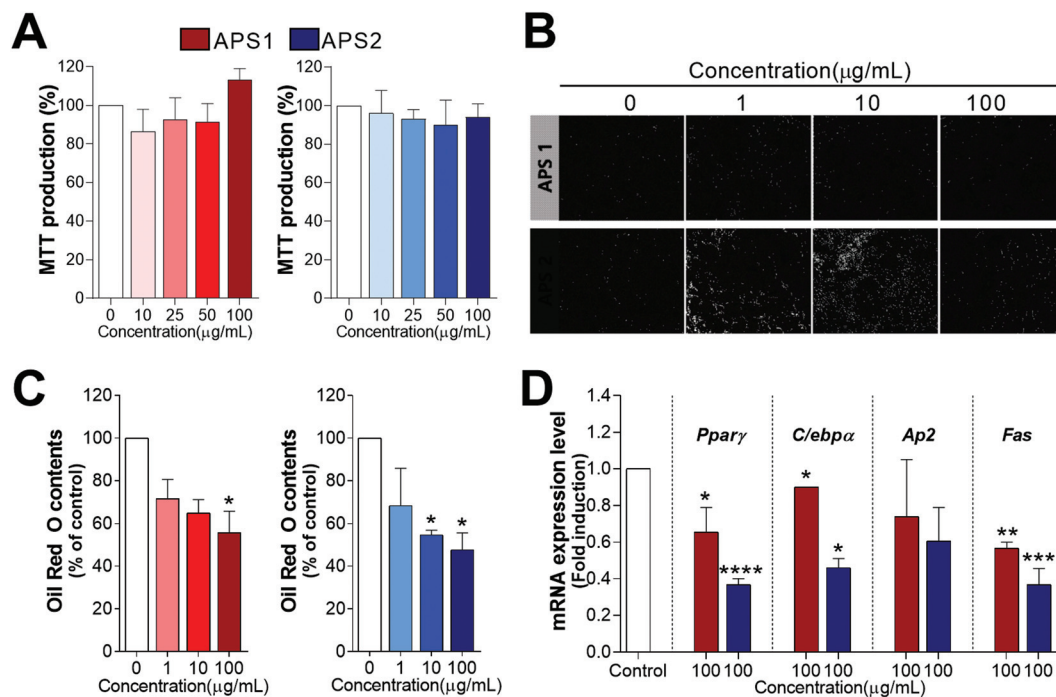 A
APS1 APS2
MTT production (%)
120
100
80
60
40
20
0
0 10 25 50 100
Concentration(μg/mL)
MTT production (%)
120
100
80
60
40
20
0
0 10 25 50 100
Concentration(μg/mL)
B
Concentration(μg/mL)
0 1 10 100
APS 1
APS 2
C
Oil Red O contents
(% of control)
120
100
80
60
40
20
0
0 1 10 100
*
Concentration(μg/mL)
Oil Red O contents
(% of control)
120
100
80
60
40
20
0
0 1 10 100
* *
Concentration(μg/mL)
D
mRNA expression level
(Fold induction)
1.4
1.2
1.0
0.8
0.6
0.4
0.2
0.0
Pparγ C/ebpα Ap2 Fas
* **** * * ** ***
Control 100 100 100 100 100 100 100 100
Concentration(μg/mL)